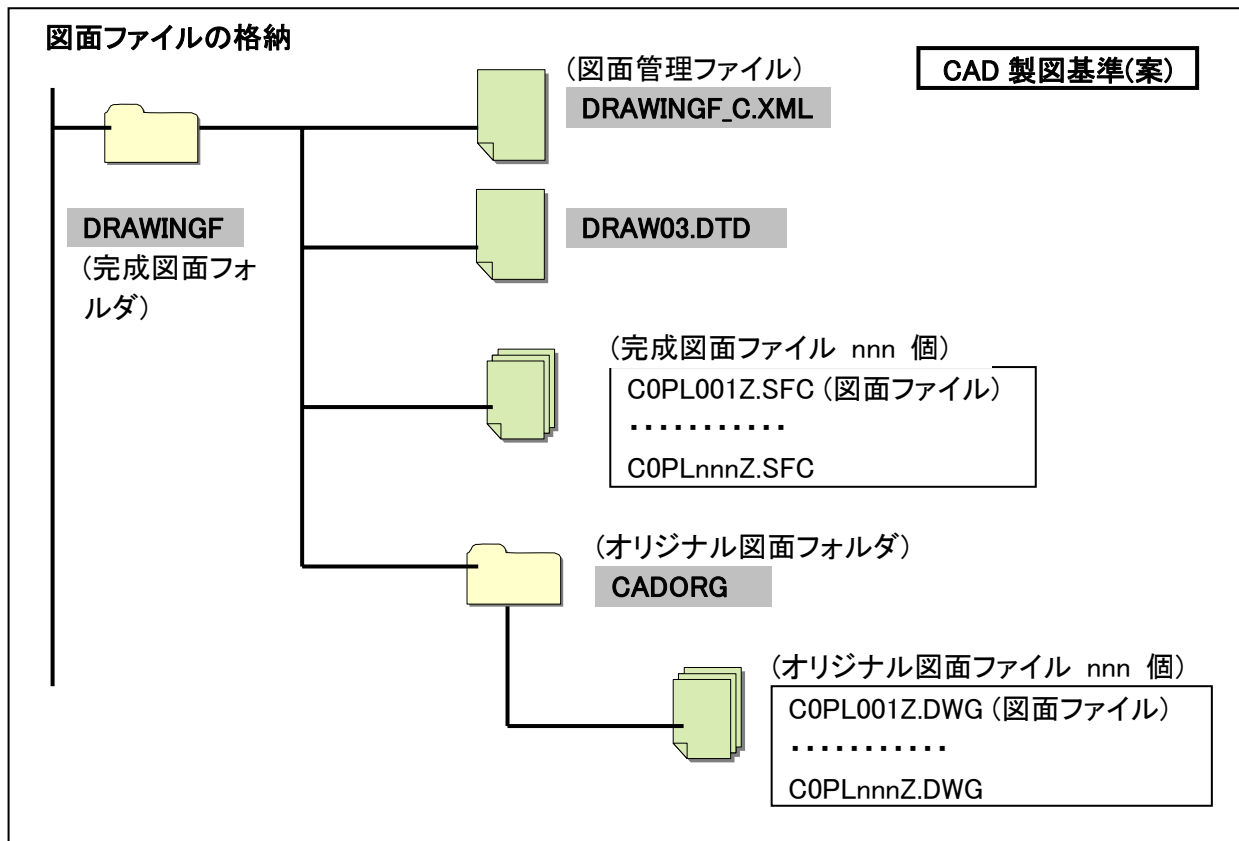 図面ファイルの格納
CAD 製図基準(案)
(図面管理ファイル)
DRAWINGF_C.XML
DRAWINGF
(完成図面フォ
ルダ)
DRAW03.DTD
(完成図面ファイル nnn 個)
C0PL001Z.SFC (図面ファイル)
・・・・・・・・・・・
C0PLnnnZ.SFC
(オリジナル図面フォルダ)
CADORG
(オリジナル図面ファイル nnn 個)
C0PL001Z.DWG (図面ファイル)
・・・・・・・・・・・
C0PLnnnZ.DWG